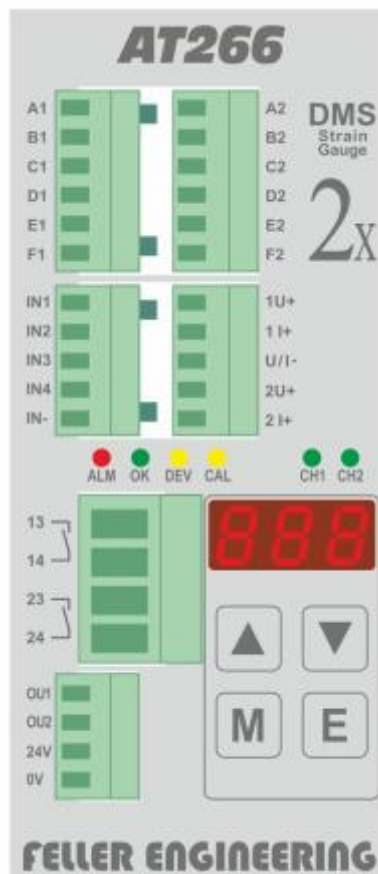 AT266
A1 A2 DMS
B1 B2 Strain
C1 C2 Gauge
D1 D2
E1 E2 2x
F1 F2
IN1 1U+
IN2 1 I+
IN3 U/I-
IN4 2U+
IN- 2 I+
ALM OK DEV CAL CH1 CH2
13 888
14
23
24
M E
OU1
OU2
24V
0V
FELLER ENGINEERING